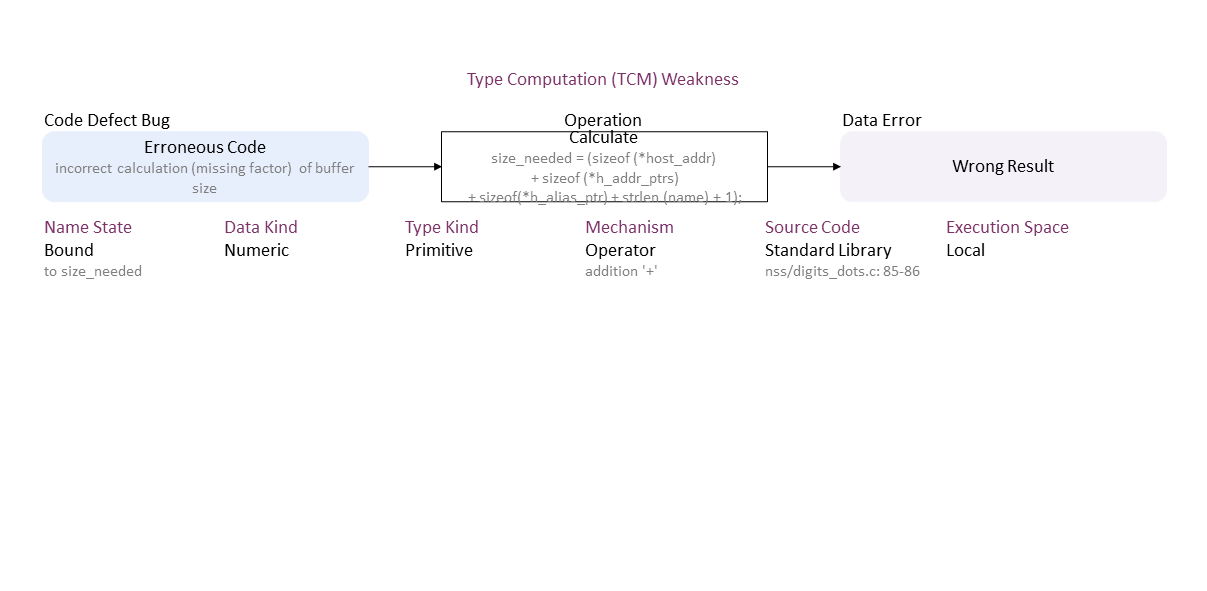 Type Computation (TCM) Weakness
Code Defect Bug
Operation
Data Error
Erroneous Code
incorrect calculation (missing factor)  of buffer
size
Calculate
size_needed = (sizeof (*host_addr)
+ sizeof (*h_addr_ptrs)
+ sizeof(*h_alias_ptr) + strlen (name) + 1);
Wrong Result
Name State
Data Kind
Type Kind
Mechanism
Source Code
Execution Space
Bound
Numeric
Primitive
Operator
Standard Library
Local
to size_needed
addition '+'
nss/digits_dots.c: 85-86